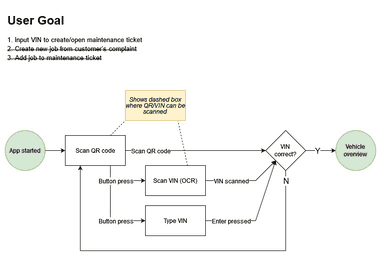 User Goal
1. Input VIN to create/open maintenance ticket
2. Create new job from customer's complaint
3. Add job to maintenance ticket
Shows dashed box
where QR/VIN can be
scanned
App started
Scan QR code
Scan QR code
VIN
correct?
Y
Vehicle
overview
Button press
Scan VIN (OCR)
VIN scanned
N
Button press
Type VIN
Enter pressed